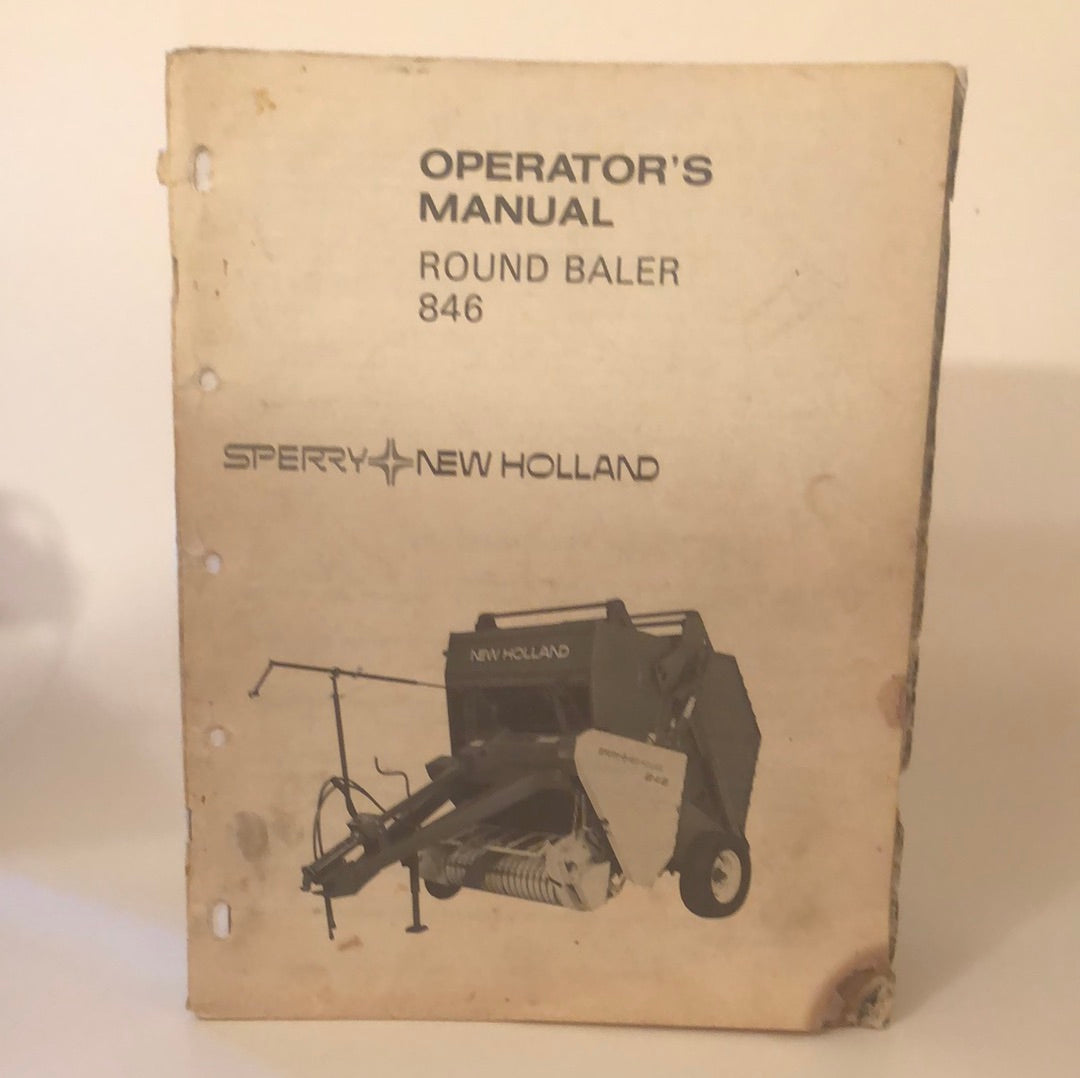 OPERATOR'S
MANUAL
ROUND BALER
846
SPERRY NEW HOLLAND
NEW HOLLAND